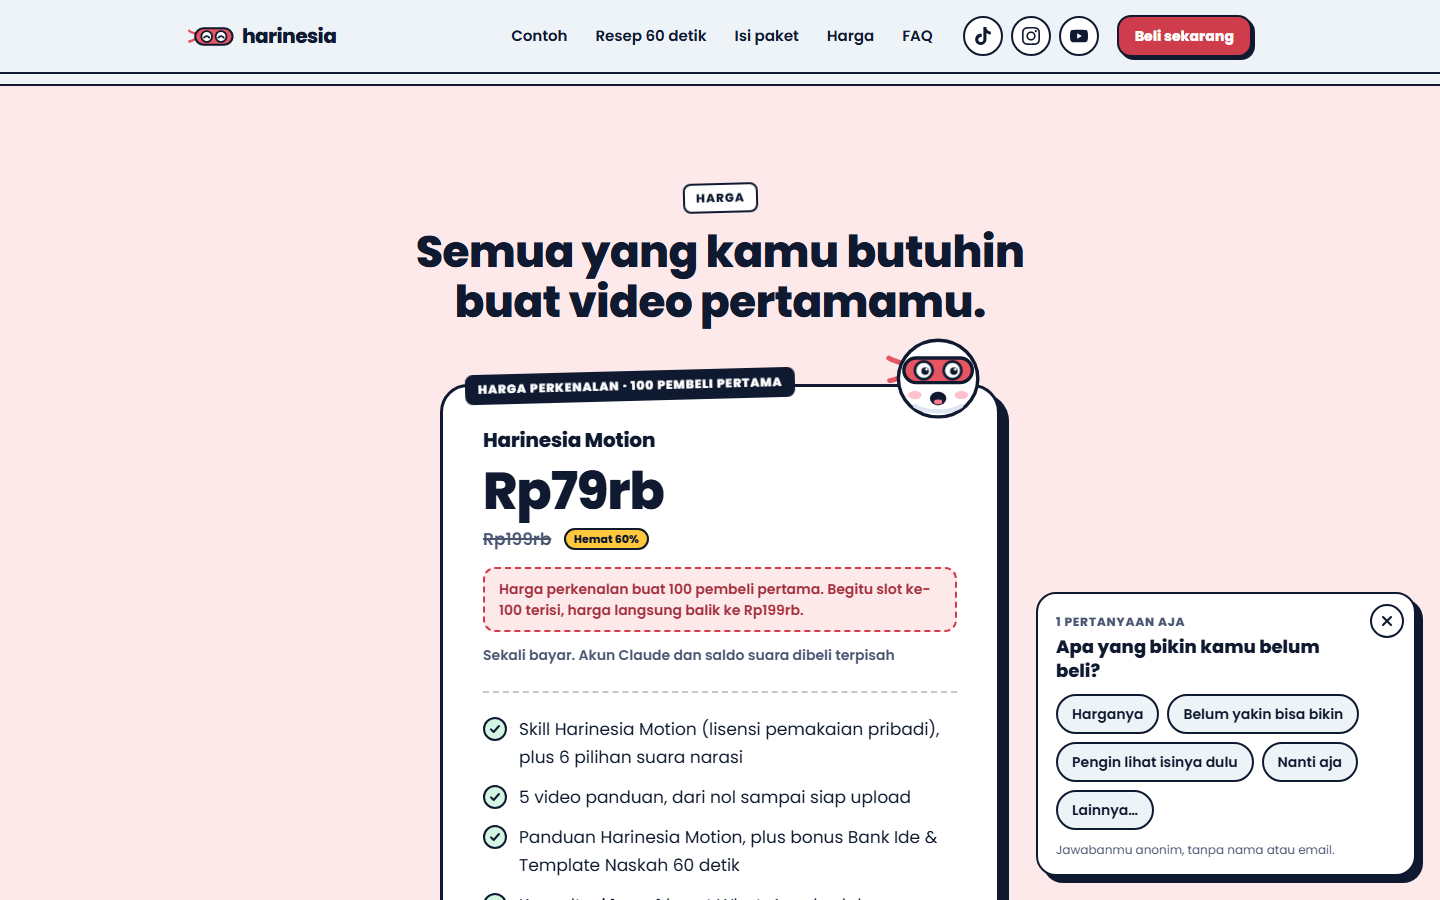 harinesia
Contoh
Resep 60 detik
Isi paket
Harga
FAQ
Beli sekarang
HARGA
Semua yang kamu butuhin
buat video pertamamu.
HARGA PERKENALAN · 100 PEMBELI PERTAMA
Harinesia Motion
Rp79rb
Rp199rb
Hemat 60%
Harga perkenalan buat 100 pembeli pertama. Begitu slot ke-
100 terisi, harga langsung balik ke Rp199rb.
Sekali bayar. Akun Claude dan saldo suara dibeli terpisah
Skill Harinesia Motion (lisensi pemakaian pribadi),
plus 6 pilihan suara narasi
5 video panduan, dari nol sampai siap upload
Panduan Harinesia Motion, plus bonus Bank Ide &
Template Naskah 60 detik
1 PERTANYAAN AJA
Apa yang bikin kamu belum
beli?
Harganya
Belum yakin bisa bikin
Pengin lihat isinya dulu
Nanti aja
Lainnya...
Jawabanmu anonim, tanpa nama atau email.